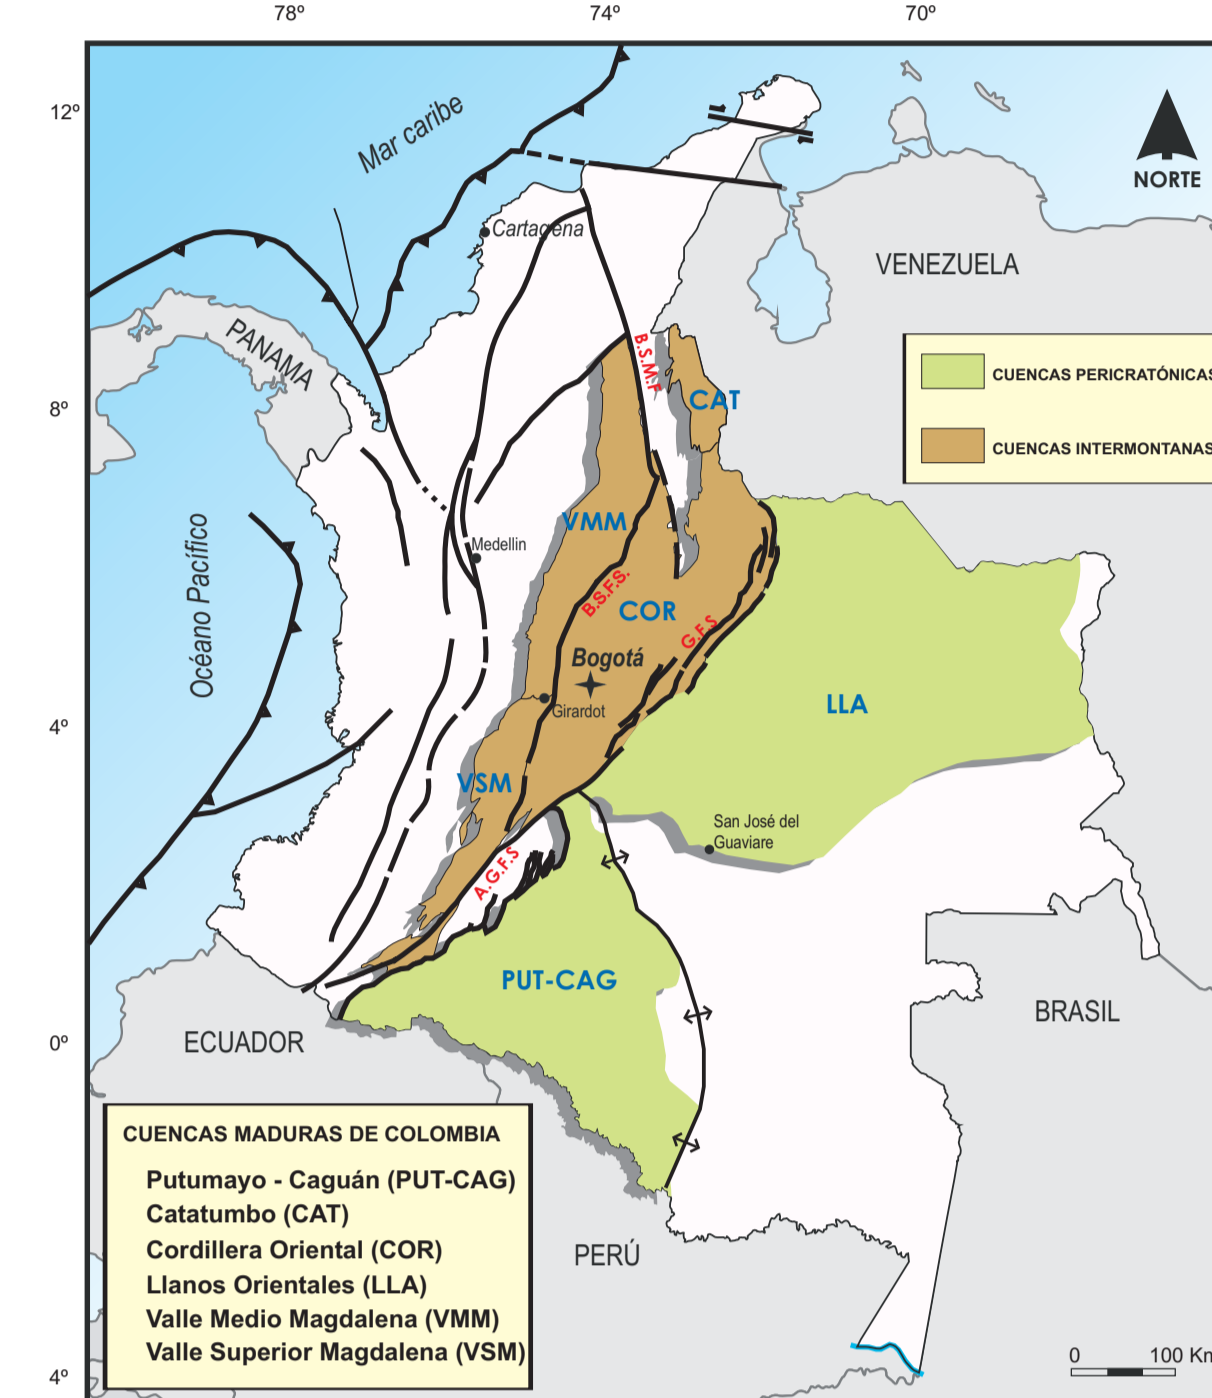 78º 74º 70º
12º
Mar caribe
NORTE
Cartagena
VENEZUELA
PANAMA
B.S.M.F
CUENCAS PERICRATÓNICAS
8º
CAT
CUENCAS INTERMONTANAS
VMM
Océano Pacífico
Medellin
B.S.F.S.
COR
G.F.S
Bogotá
LLA
Girardot
4º
VSM
San José del
Guaviare
A.G.F.S
PUT-CAG
BRASIL
0º
ECUADOR
CUENCAS MADURAS DE COLOMBIA
Putumayo - Caguán (PUT-CAG)
Catatumbo (CAT)
Cordillera Oriental (COR)
Llanos Orientales (LLA)
Valle Medio Magdalena (VMM)
Valle Superior Magdalena (VSM)
PERÚ
0 100 Km
4º